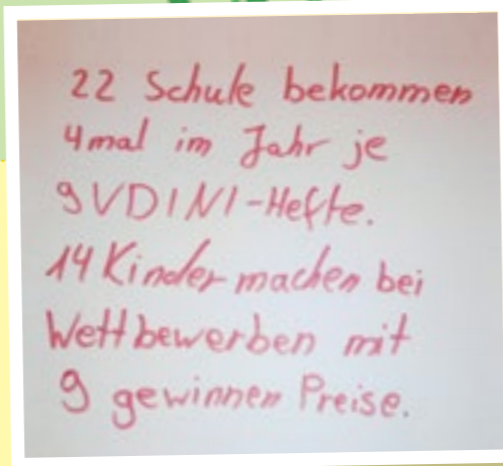 22 Schule bekommen
4mal im Jahr je
9 VDINI-Hefte.
14 Kinder machen bei
Wettbewerben mit
9 gewinnen Preise.